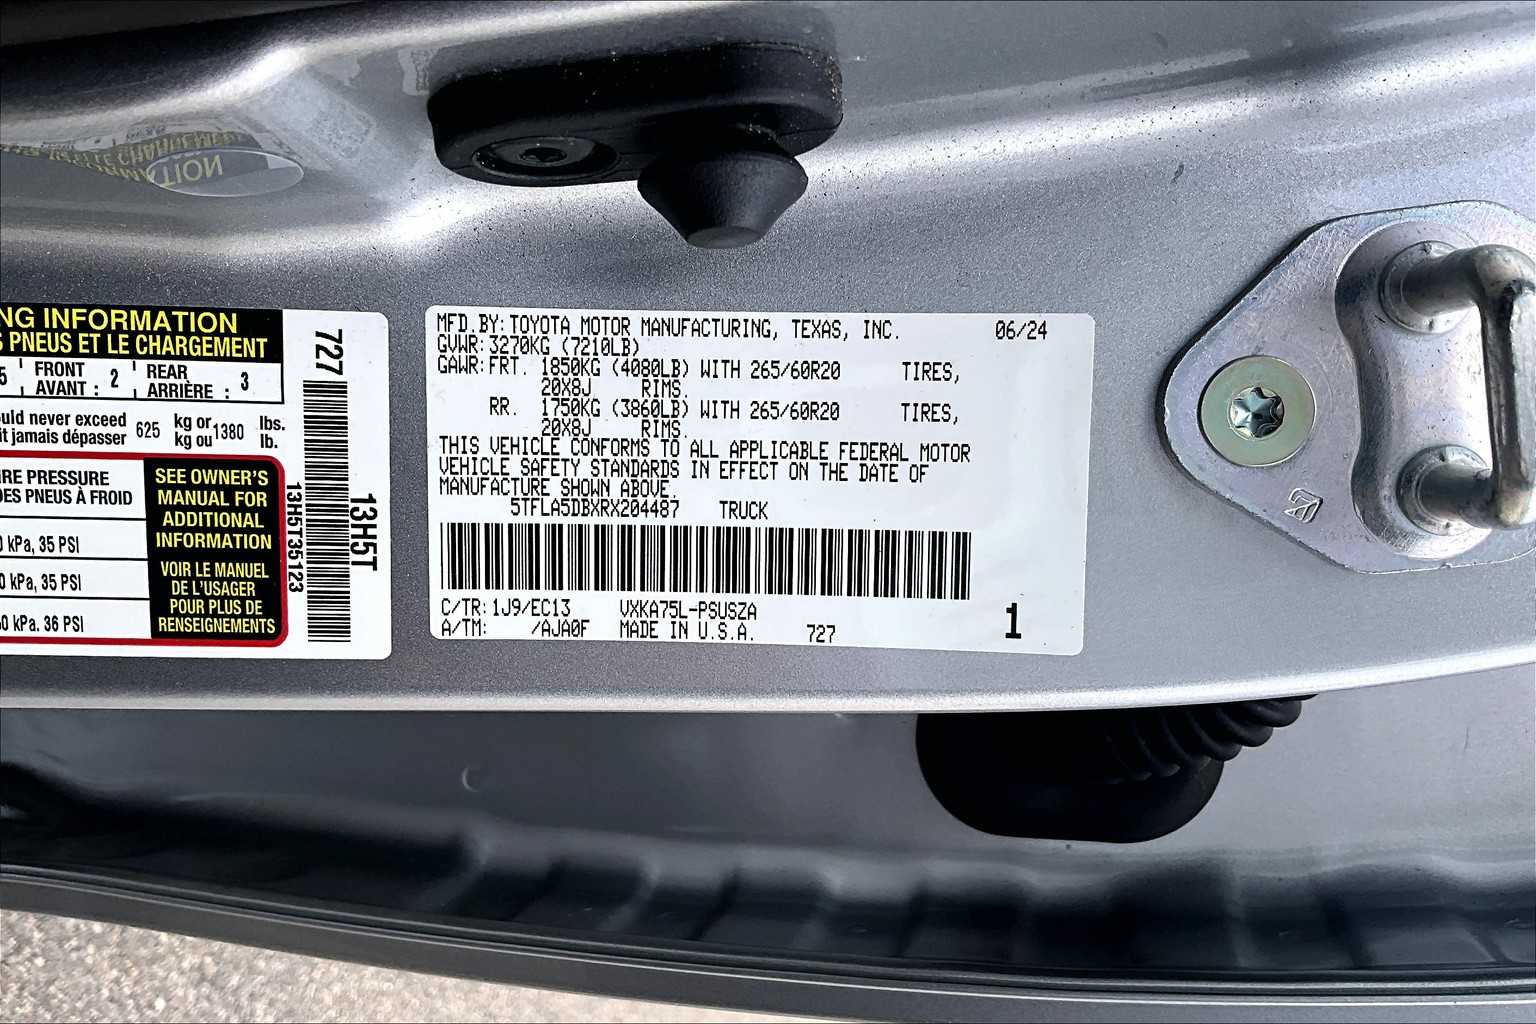 NG INFORMATION
S PNEUS ET LE CHARGEMENT
5 FRONT AVANT : 2 REAR ARRIÈRE : 3
uld never exceed 625 kg or 1380 lbs.
it jamais dépasser kg ou lb.
IRE PRESSURE
DES PNEUS À FROID
0 kPa, 35 PSI
0 kPa, 35 PSI
0 kPa. 36 PSI
SEE OWNER'S
MANUAL FOR
ADDITIONAL
INFORMATION
VOIR LE MANUEL
DE L'USAGER
POUR PLUS DE
RENSEIGNEMENTS
727
13H5T35123
13H5T
MFD.BY: TOYOTA MOTOR MANUFACTURING, TEXAS, INC. 06/24
GVWR: 3270KG (7210LB)
GAWR: FRT. 1850KG (4080LB) WITH 265/60R20 TIRES,
20X8J RIMS.
RR. 1750KG (3860LB) WITH 265/60R20 TIRES,
20X8J RIMS.
THIS VEHICLE CONFORMS TO ALL APPLICABLE FEDERAL MOTOR
VEHICLE SAFETY STANDARDS IN EFFECT ON THE DATE OF
MANUFACTURE SHOWN ABOVE.
5TFLA5DBXRX204487 TRUCK
C/TR: 1J9/EC13 VXKA75L-PSUSZA
A/TM: /AJA0F MADE IN U.S.A. 727
1